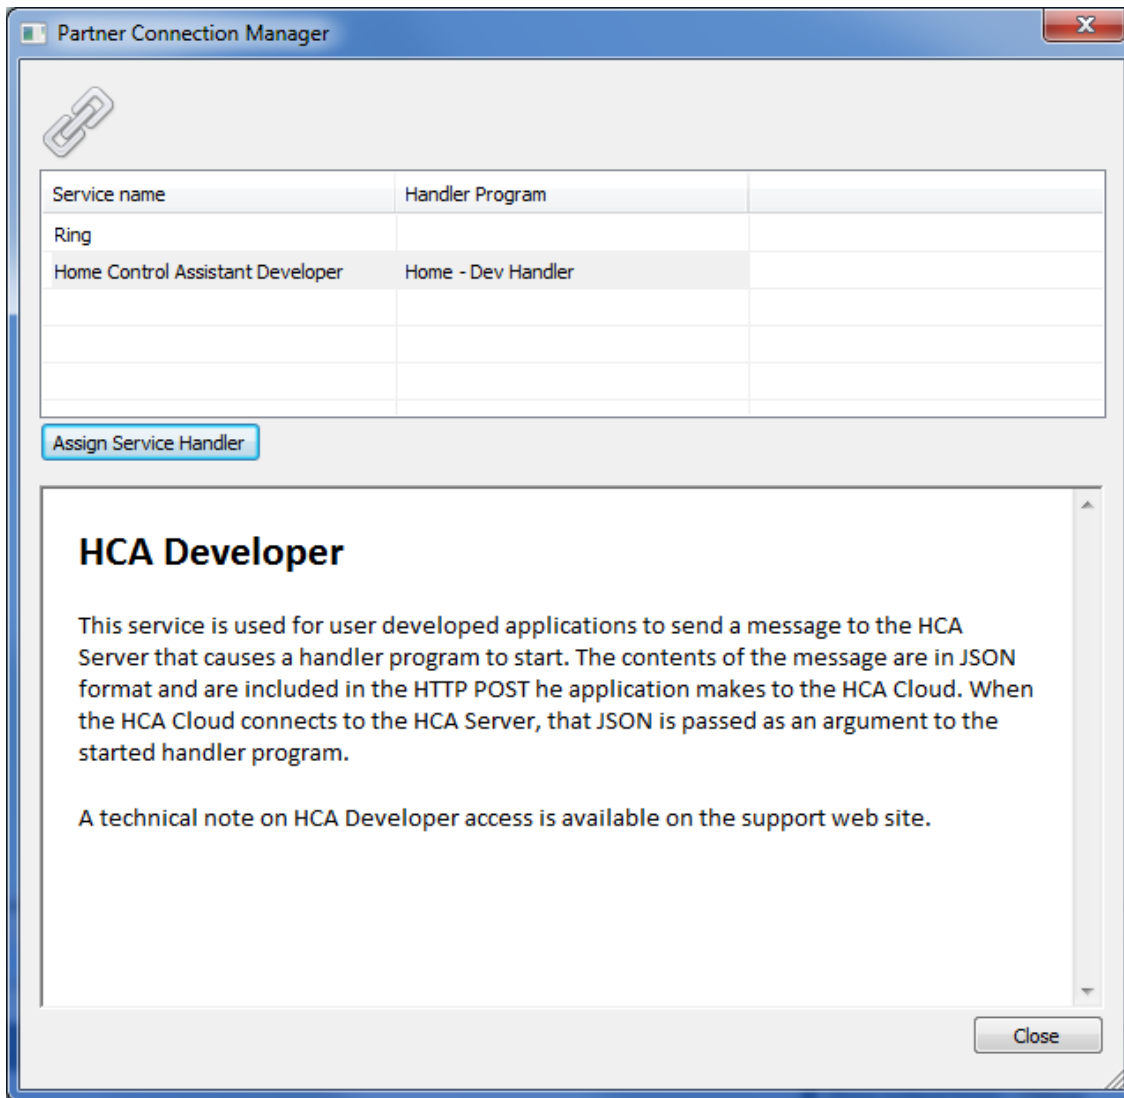 Partner Connection Manager
Service name Handler Program
Ring
Home Control Assistant Developer Home - Dev Handler
Assign Service Handler
HCA Developer
This service is used for user developed applications to send a message to the HCA
Server that causes a handler program to start. The contents of the message are in JSON
format and are included in the HTTP POST he application makes to the HCA Cloud. When
the HCA Cloud connects to the HCA Server, that JSON is passed as an argument to the
started handler program.
A technical note on HCA Developer access is available on the support web site.
Close